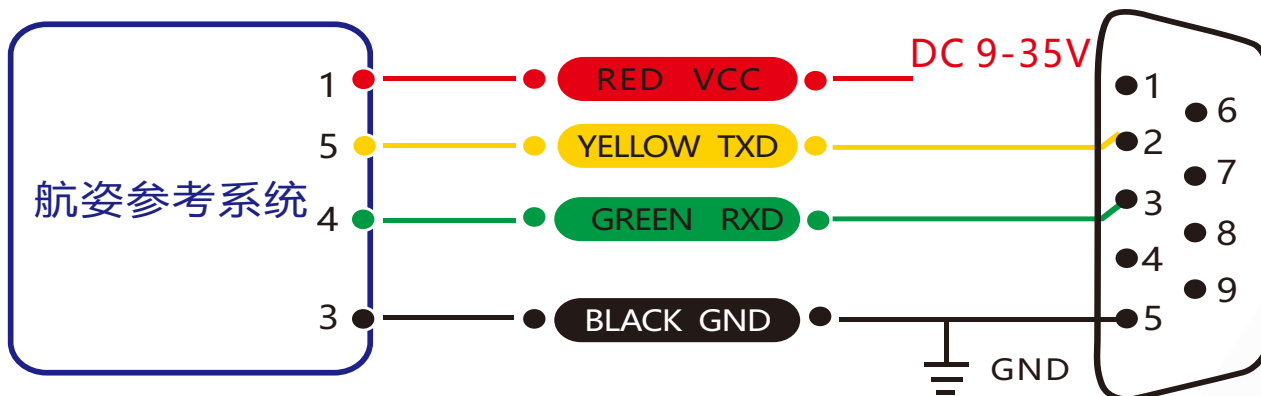 DC 9-35V
1 RED VCC 1
6
5 YELLOW TXD 2
7
航姿参考系统
4 GREEN RXD 3
8
4
9
3 BLACK GND 5
GND